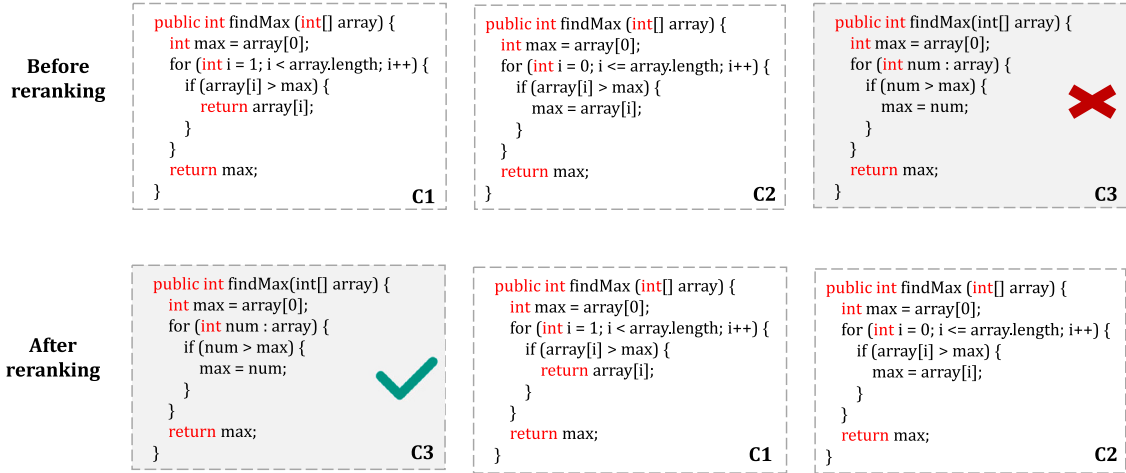 Before
reranking
public int findMax (int[] array) {
int max = array[0];
for (int i = 1; i < array.length; i++) {
if (array[i] > max) {
return array[i];
}
}
return max;
}
C1
public int findMax (int[] array) {
int max = array[0];
for (int i = 0; i <= array.length; i++) {
if (array[i] > max) {
max = array[i];
}
}
return max;
}
C2
public int findMax(int[] array) {
int max = array[0];
for (int num : array) {
if (num > max) {
max = num;
}
}
return max;
}
C3
After
reranking
public int findMax(int[] array) {
int max = array[0];
for (int num : array) {
if (num > max) {
max = num;
}
}
return max;
}
C3
public int findMax (int[] array) {
int max = array[0];
for (int i = 1; i < array.length; i++) {
if (array[i] > max) {
return array[i];
}
}
return max;
}
C1
public int findMax (int[] array) {
int max = array[0];
for (int i = 0; i <= array.length; i++) {
if (array[i] > max) {
max = array[i];
}
}
return max;
}
C2